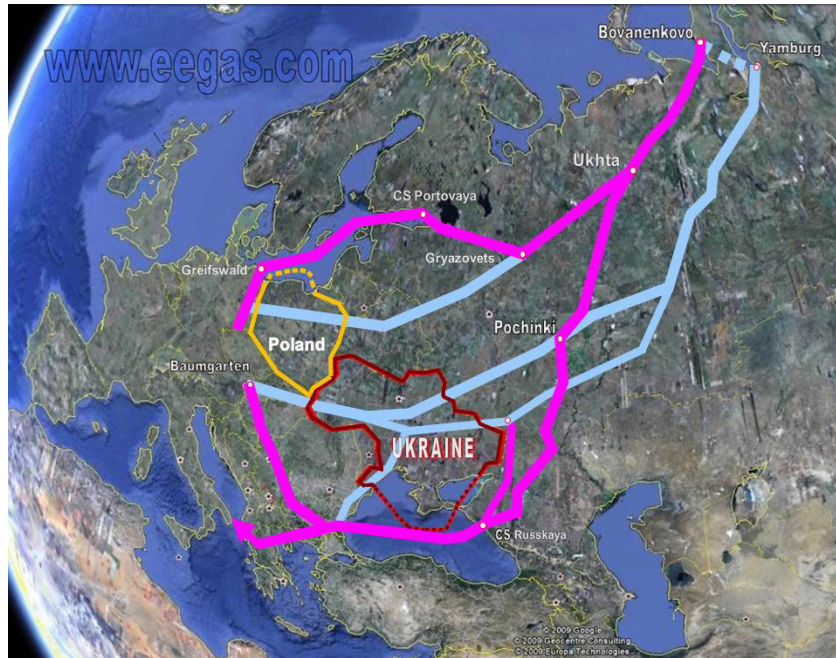 www.eegas.com
Bovanenkovo
Yamburg
Ukhta
CS Portovaya
Gryazovets
Greifswald
Pochinki
Poland
Baumgarten
UKRAINE
CS Russkaya
© 2009 Google
© 2009 Geocentre Consulting
© 2009 Europa Technologies